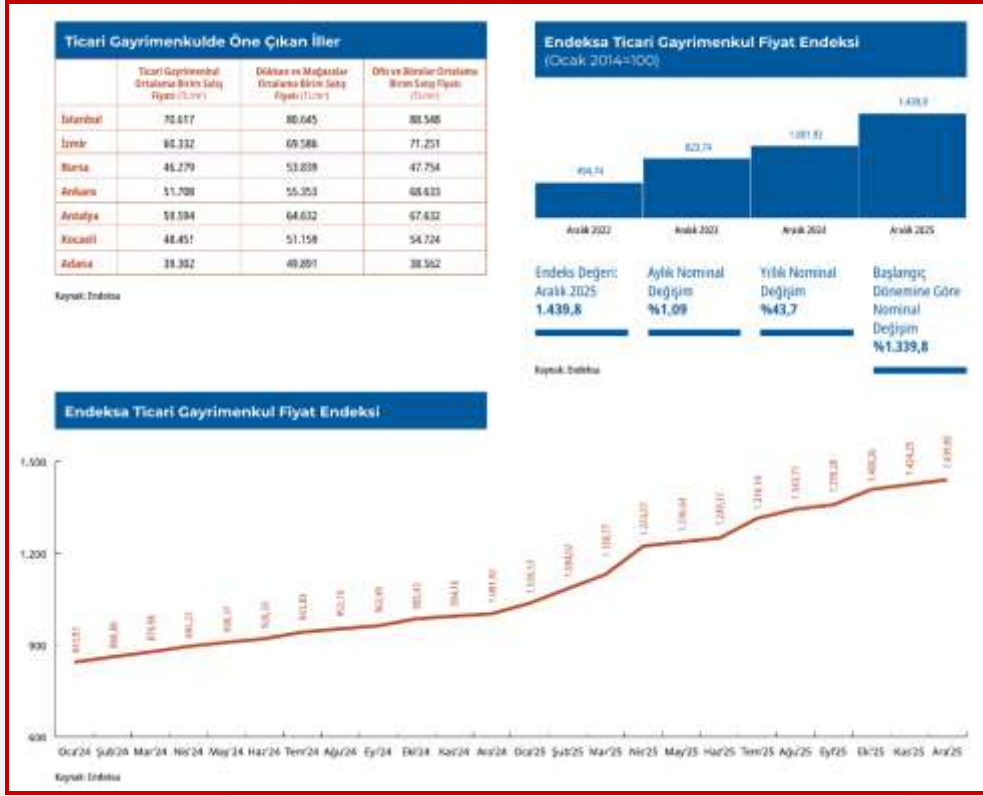 Ticari Gayrimenkulde Öne Çıkan İller
Ticari Gayrimenkul Ortalama Birim Satış Fiyatı (TL/m²)
Dükkan ve Mağazalar Ortalama Birim Satış Fiyatı (TL/m²)
Ofis ve Bürolar Ortalama Birim Satış Fiyatı (TL/m²)
İstanbul 70.617 80.645 88.548
İzmir 60.332 69.586 71.251
Bursa 46.279 53.839 47.754
Ankara 51.708 55.353 68.633
Antalya 59.594 64.632 67.632
Kocaeli 48.451 51.159 54.724
Adana 39.302 49.891 38.562
Kaynak: Endeksa
Endeksa Ticari Gayrimenkul Fiyat Endeksi
(Ocak 2014=100)
494,74
823,74
1.001,92
1.439,8
Aralık 2022
Aralık 2023
Aralık 2024
Aralık 2025
Endeks Değeri:
Aralık 2025
1.439,8
Aylık Nominal
Değişim
%1,09
Yıllık Nominal
Değişim
%43,7
Başlangıç
Dönemine Göre
Nominal
Değişim
%1.339,8
Kaynak: Endeksa
Endeksa Ticari Gayrimenkul Fiyat Endeksi
1.500
1.200
900
600
Oca'24 Şub'24 Mar'24 Nis'24 May'24 Haz'24 Tem'24 Ağu'24 Eyl'24 Eki'24 Kas'24 Ara'24 Oca'25 Şub'25 Mar'25 Nis'25 May'25 Haz'25 Tem'25 Ağu'25 Eyl'25 Eki'25 Kas'25 Ara'25
Kaynak: Endeksa